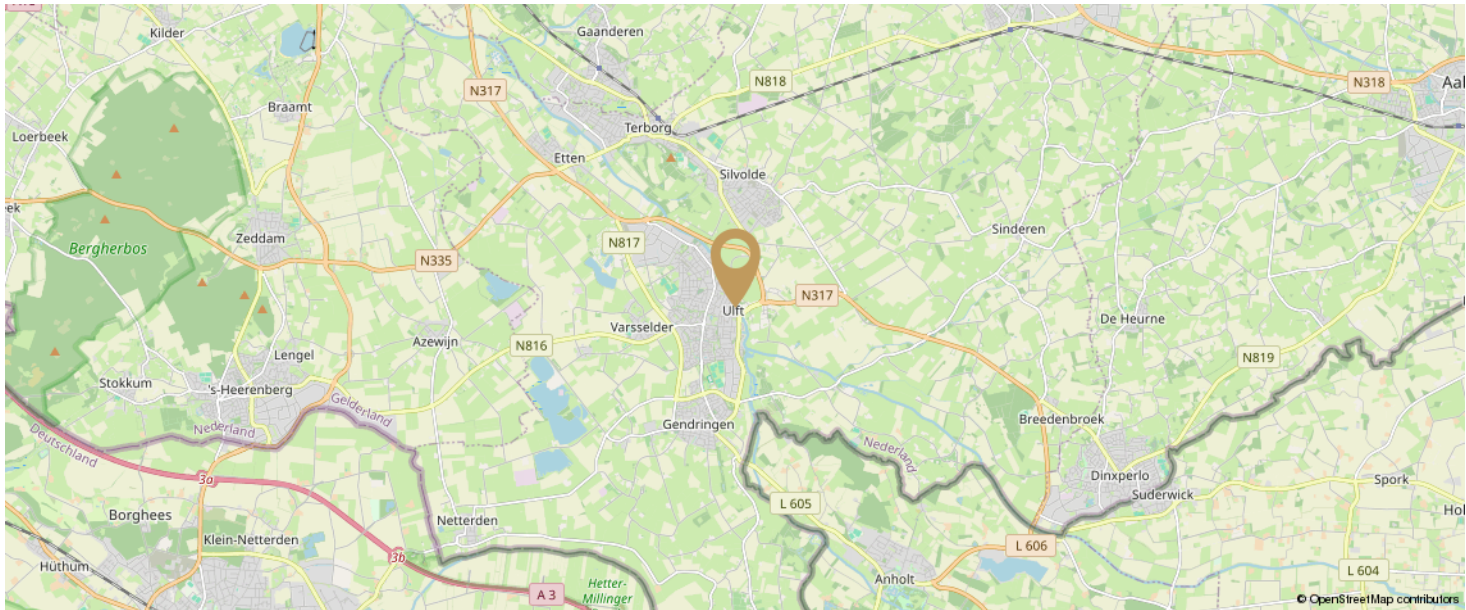 Kilder
Gaanderen
N317
N818
N318
Aal
Braamt
Loerbeek
Terborg
Etten
Silvolde
eek
Zeddam
Bergherbos
N817
N335
Sinderen
N317
Ulft
Varsselder
De Heurne
Azewijn
N816
N819
Lengel
Stokkum
's-Heerenberg
Gelderland
Nederland
Deutschland
Gendringen
Breedenbroek
Nederland
Dinxperlo
Suderwick
Spork
3a
L 605
Borghees
Netterden
Hol
Klein-Netterden
L 606
3b
Hüthum
Anholt
L 604
A 3
Hetter-
Millinger
© OpenStreetMap contributors